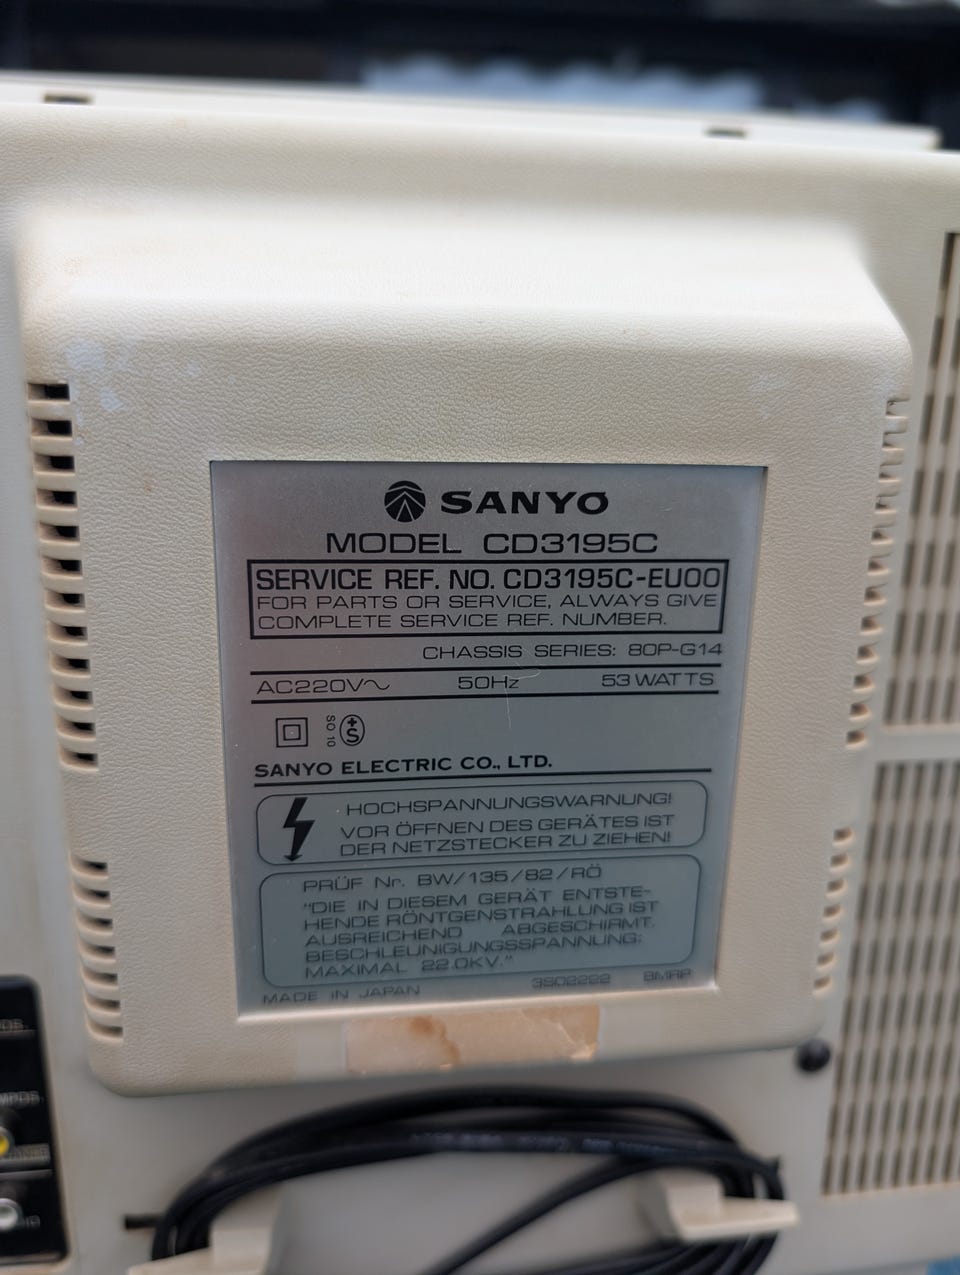 SANYO
MODEL CD3195C
SERVICE REF. NO. CD3195C-EU00
FOR PARTS OR SERVICE, ALWAYS GIVE
COMPLETE SERVICE REF. NUMBER.
CHASSIS SERIES: 80P-G14
AC220V~ 50Hz 53 WATTS
SO 10
+S
SANYO ELECTRIC CO., LTD.
HOCHSPANNUNGSWARNUNG!
VOR ÖFFNEN DES GERÄTES IST
DER NETZSTECKER ZU ZIEHEN!
PRÜF Nr. BW/135/82/RÖ
"DIE IN DIESEM GERÄT ENTSTE-
HENDE RÖNTGENSTRAHLUNG IST
AUSREICHEND ABGESCHIRMT.
BESCHLEUNIGUNGSSPANNUNG:
MAXIMAL 22.0KV."
MADE IN JAPAN